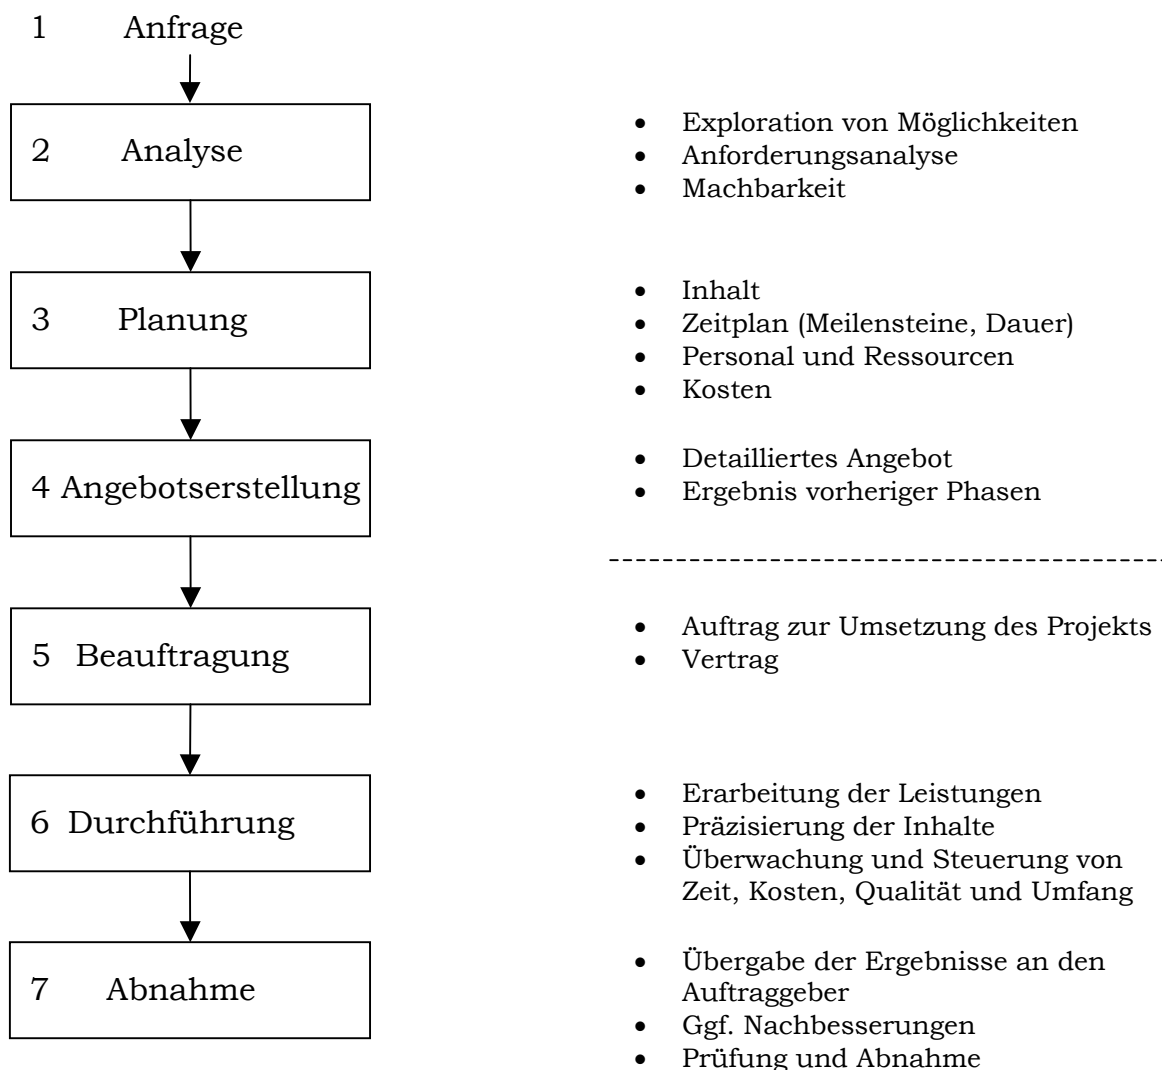 1 Anfrage
2 Analyse
• Exploration von Möglichkeiten
• Anforderungsanalyse
• Machbarkeit
3 Planung
• Inhalt
• Zeitplan (Meilensteine, Dauer)
• Personal und Ressourcen
• Kosten
4 Angebotserstellung
• Detailliertes Angebot
• Ergebnis vorheriger Phasen
5 Beauftragung
• Auftrag zur Umsetzung des Projekts
• Vertrag
6 Durchführung
• Erarbeitung der Leistungen
• Präzisierung der Inhalte
• Überwachung und Steuerung von
Zeit, Kosten, Qualität und Umfang
7 Abnahme
• Übergabe der Ergebnisse an den
Auftraggeber
• Ggf. Nachbesserungen
• Prüfung und Abnahme